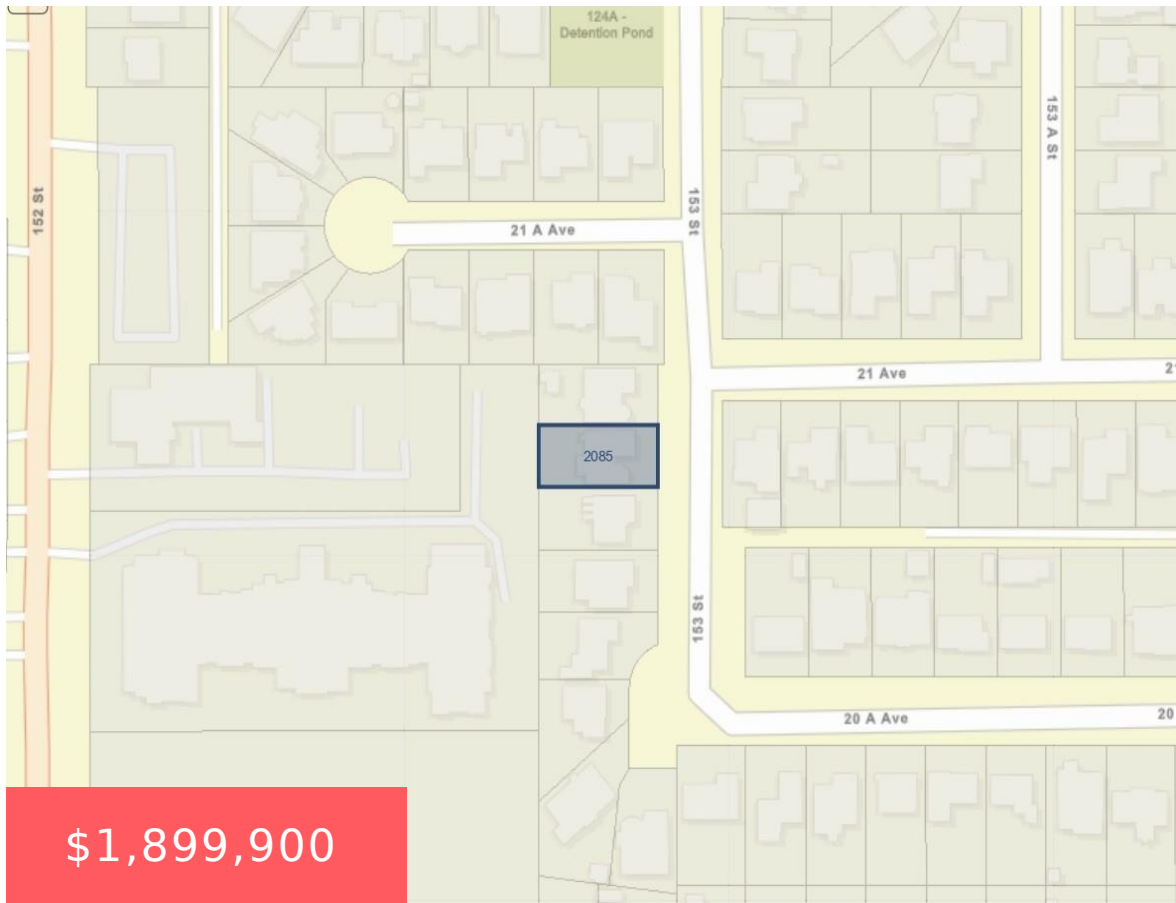 124A -
Detention Pond
153 A St
152 St
153 St
21 A Ave
21 Ave
2085
153 St
20 A Ave
20
$1,899,900